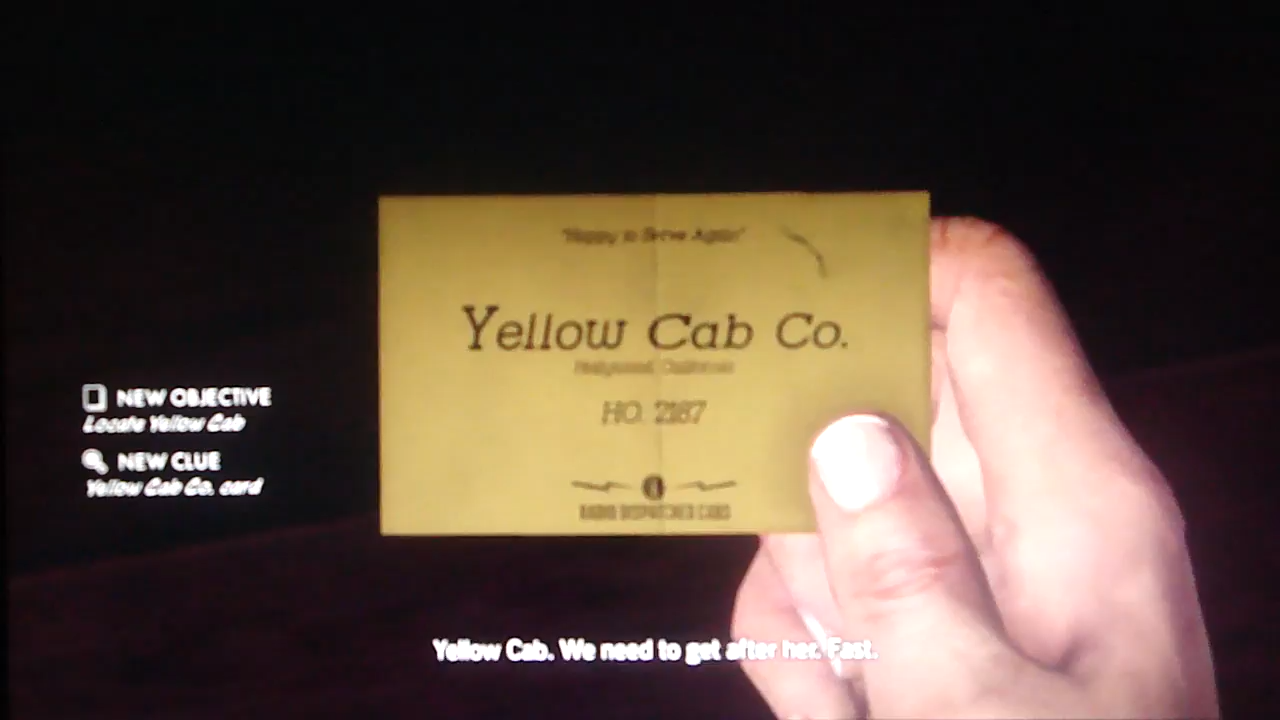 "Happy to Serve Again"
Yellow Cab Co.
Hollywood, California
HO. 2187
RADIO DISPATCHED CABS
NEW OBJECTIVE
Locate Yellow Cab
NEW CLUE
Yellow Cab Co. card
Yellow Cab. We need to get after her. Fast.